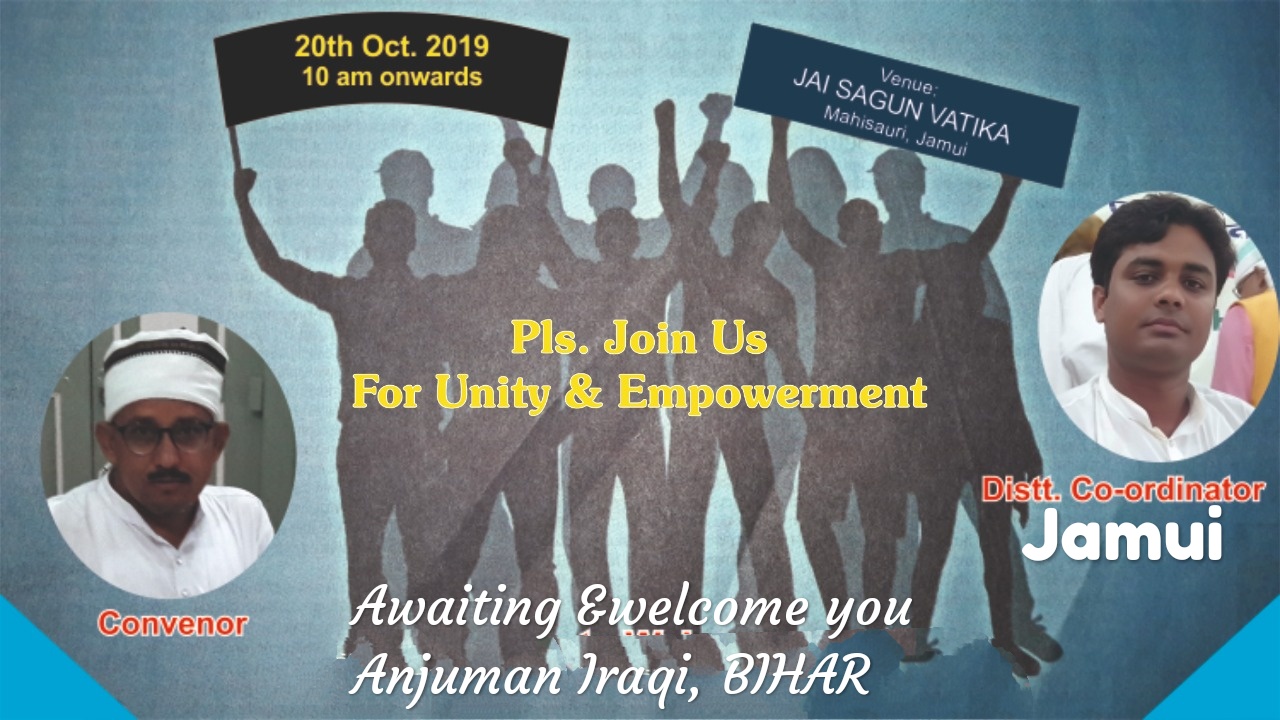 20th Oct. 2019
10 am onwards
Venue:
JAI SAGUN VATIKA
Mahisauri, Jamui
Pls. Join Us
For Unity & Empowerment
Distt. Co-ordinator
Jamui
Convenor
Awaiting &welcome you
Anjuman Iraqi, BIHAR